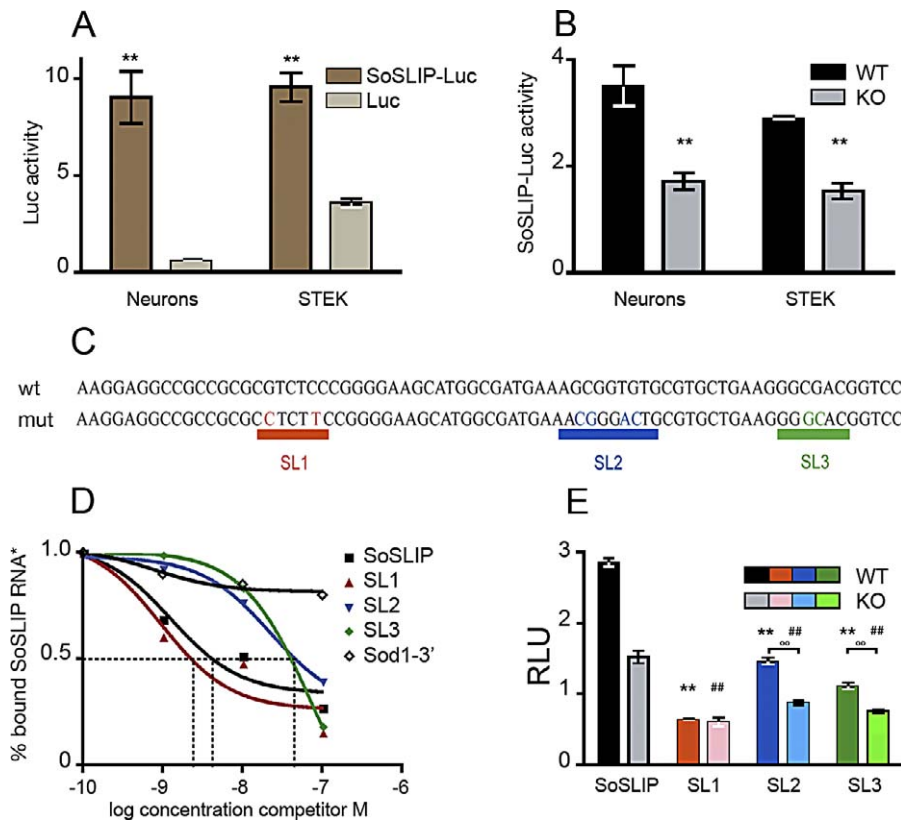 A
Luc activity
10
5
0
**
**
SoSLIP-Luc
Luc
Neurons
STEK
B
SoSLIP-Luc activity
4
2
0
**
**
WT
KO
Neurons
STEK
C
wt AAGGAGGCCGCCGCGCGTCTCCCGGGGAAGCATGGCGATGAAAGCGGTGTGCGTGCTGAAGGGCGACGGTCC
mut AAGGAGGCCGCCGCGCCTCTTCCGGGGAAGCATGGCGATGAAACGGGACTGCGTGCTGAAGGGGCACGGTCC
SL1 SL2 SL3
D
% bound SoSLIP RNA*
1.0
0.5
0
-10 -9 -8 -7 -6
log concentration competitor M
SoSLIP
SL1
SL2
SL3
Sod1-3'
E
RLU
3
2
1
0
WT
KO
** ##
** ##
°°
** ##
°°
SoSLIP SL1 SL2 SL3